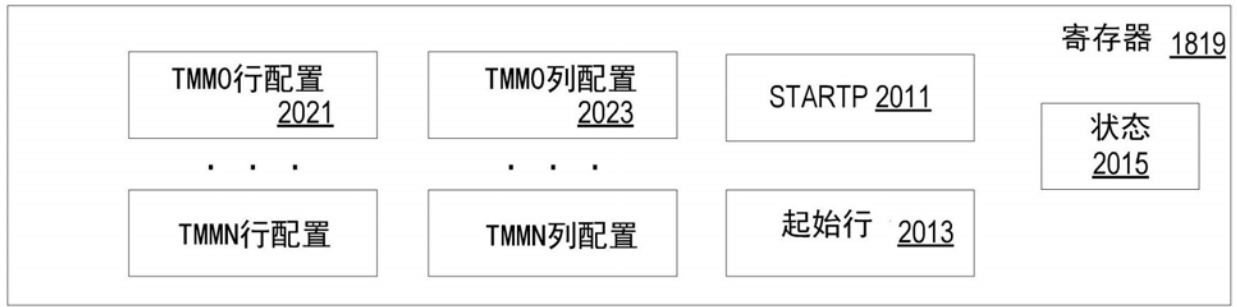 寄存器 1819
TMM0行配置
2021
TMM0列配置
2023
STARTP 2011
状态
2015
. . .
. . .
TMMN行配置
TMMN列配置
起始行 2013